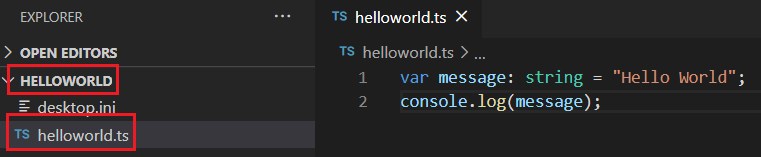 EXPLORER
...
OPEN EDITORS
HELLOWORLD
desktop.ini
TS helloworld.ts
TS helloworld.ts ×
TS helloworld.ts > ...
1 var message: string = "Hello World";
2 console.log(message);